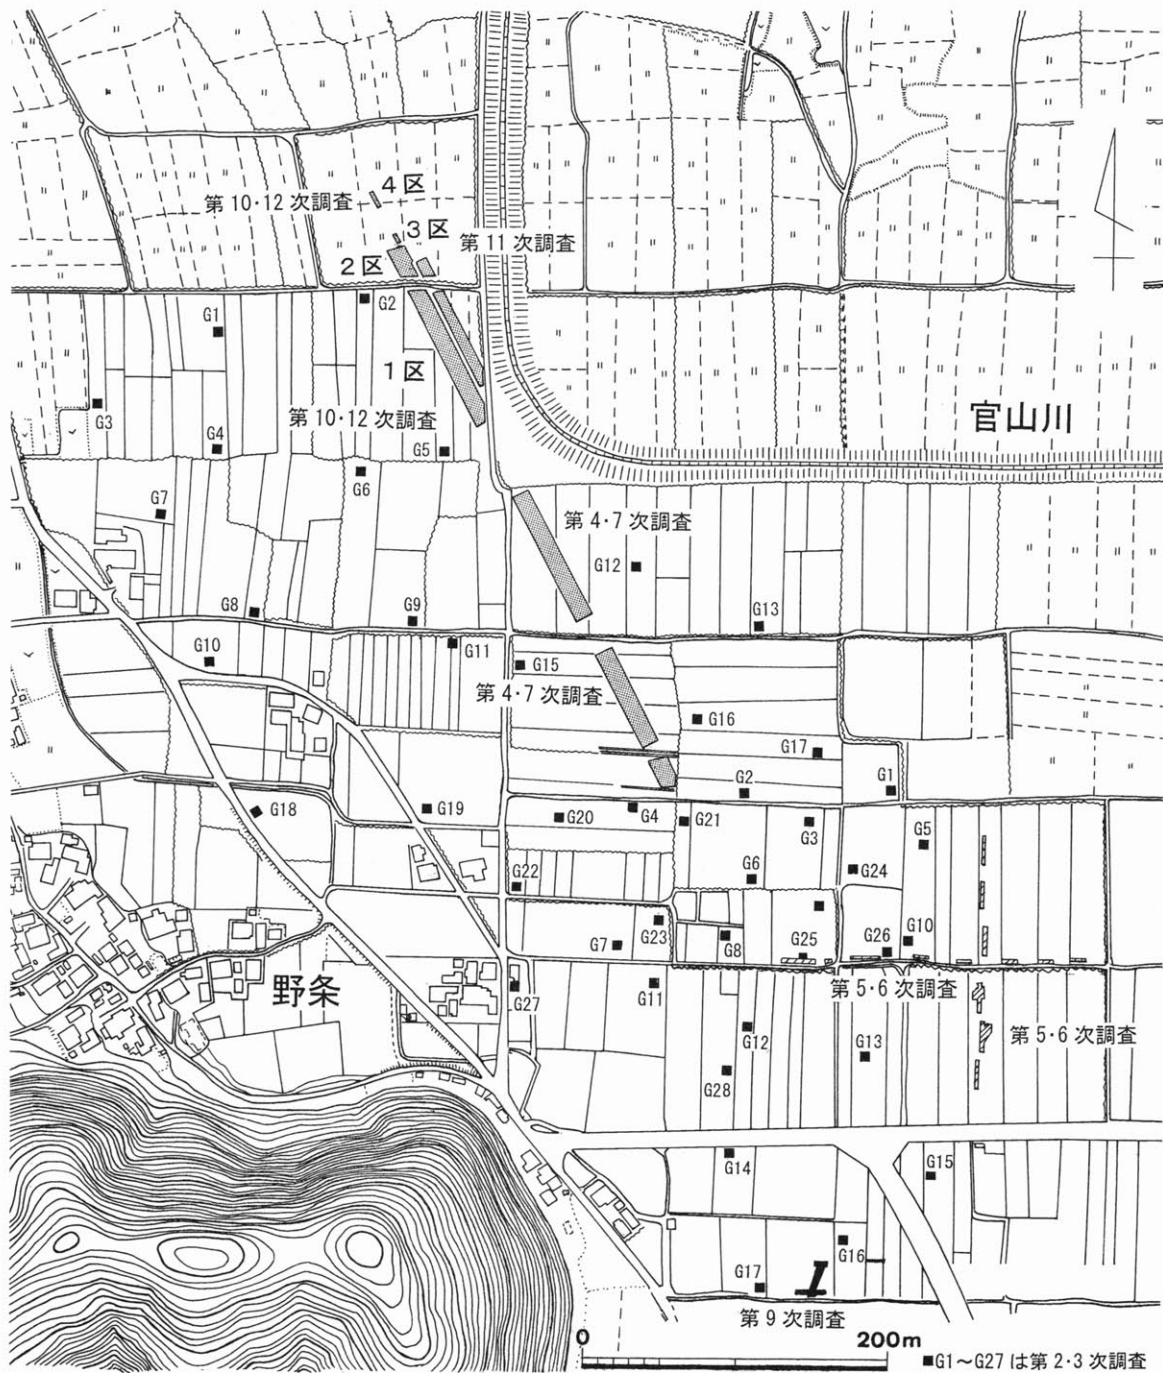 4区
第10・12次調査
3区
第11次調査
2区
G2
G1
1区
G3
第10・12次調査
官山川
G4
G5
G6
G7
第4・7次調査
G12
G8
G9
G13
G10
G11
G15
第4・7次調査
G16
G17
G2
G1
G18
G19
G20
G4
G21
G3
G5
G6
G24
G22
G7
G23
G8
G25
G26
G10
野条
G27
G11
第5・6次調査
G12
G13
第5・6次調査
G28
G14
G15
G16
G17
第9次調査
0
200m
■G1～G27は第2・3次調査